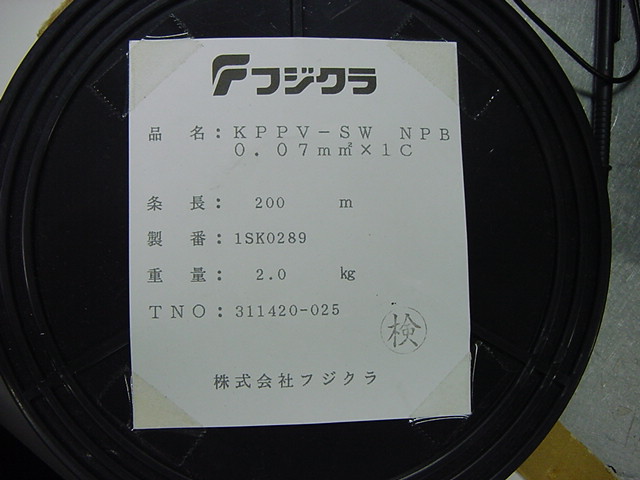 フジクラ
品 名：KPPV－SW NPB
0．07mm²×1C
条 長： 200 m
製 番：1SK0289
重 量： 2.0 kg
TNO：311420-025
検
株式会社フジクラ